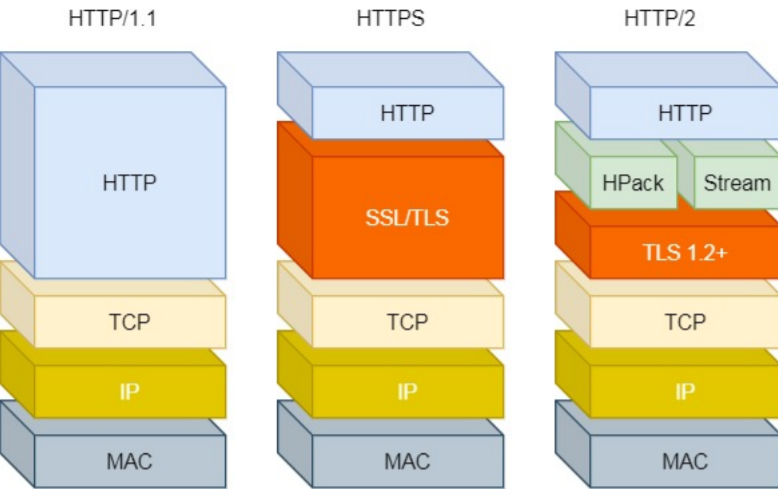 HTTP/1.1 HTTPS HTTP/2
HTTP HTTP HTTP
SSL/TLS HPack Stream
TLS 1.2+
TCP TCP TCP
IP IP IP
MAC MAC MAC